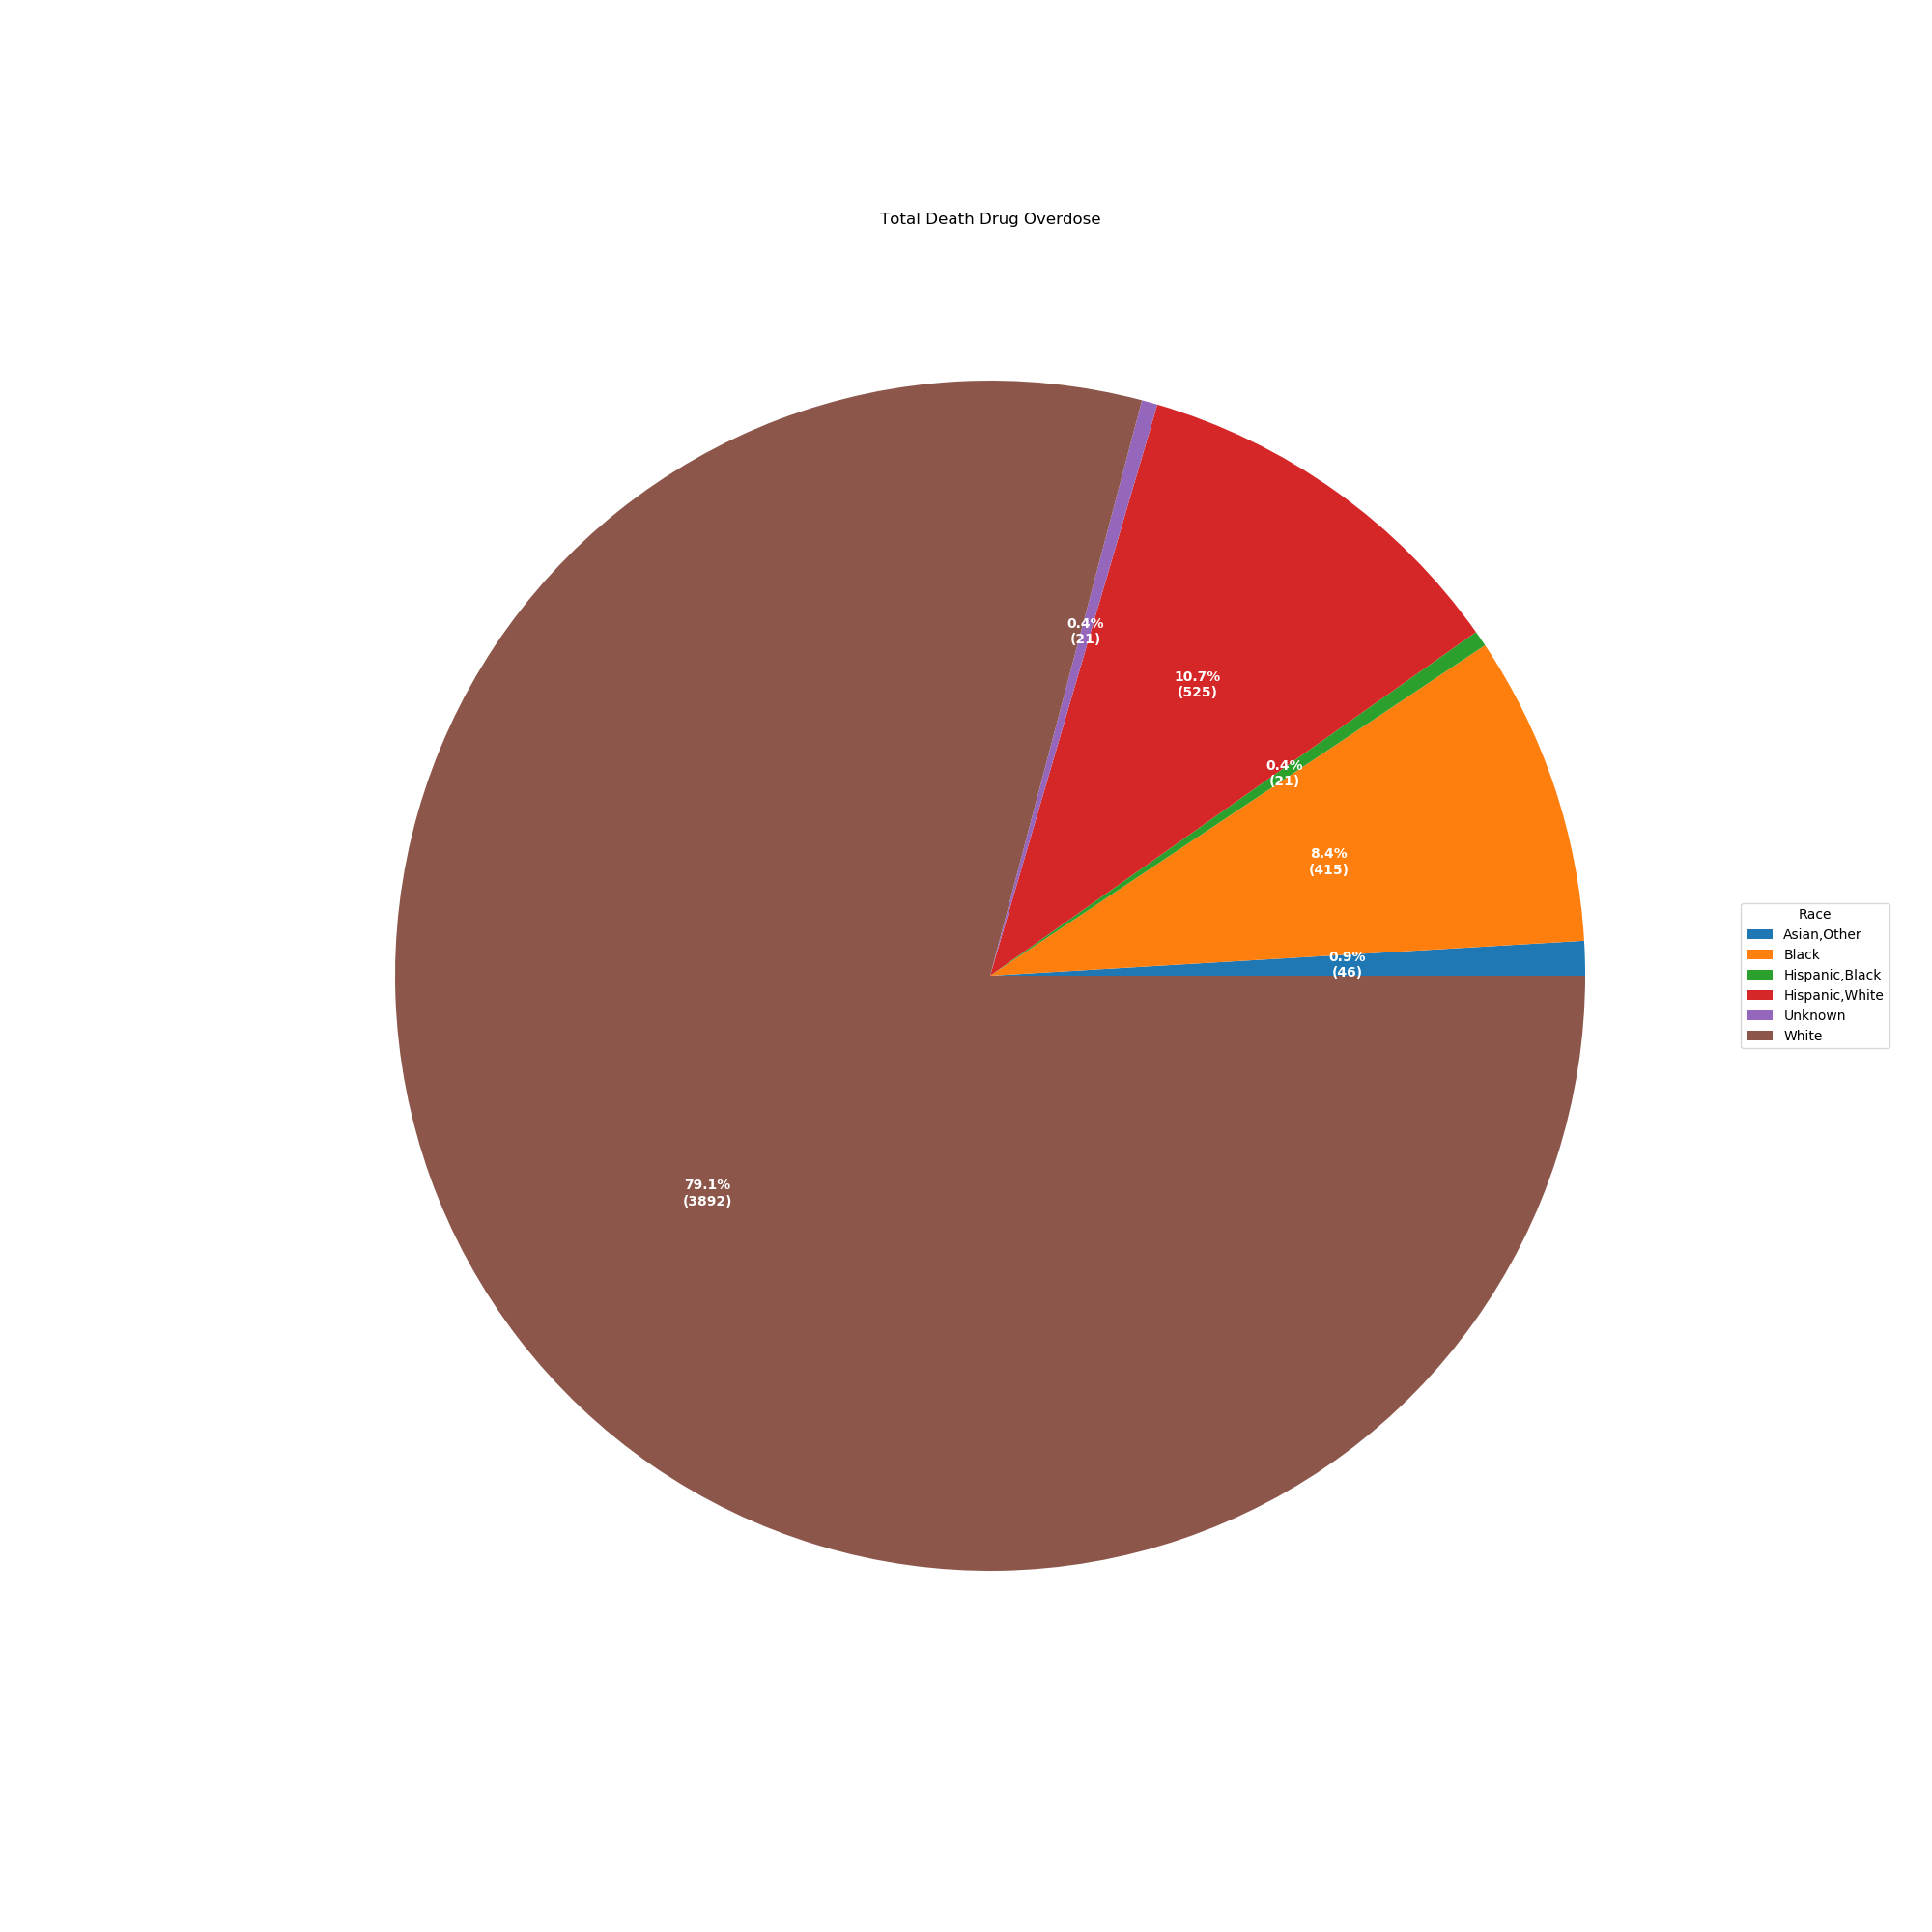 Total Death Drug Overdose
0.4%
(21)
10.7%
(525)
0.4%
(21)
8.4%
(415)
0.9%
(46)
79.1%
(3892)
Race
Asian,Other
Black
Hispanic,Black
Hispanic,White
Unknown
White